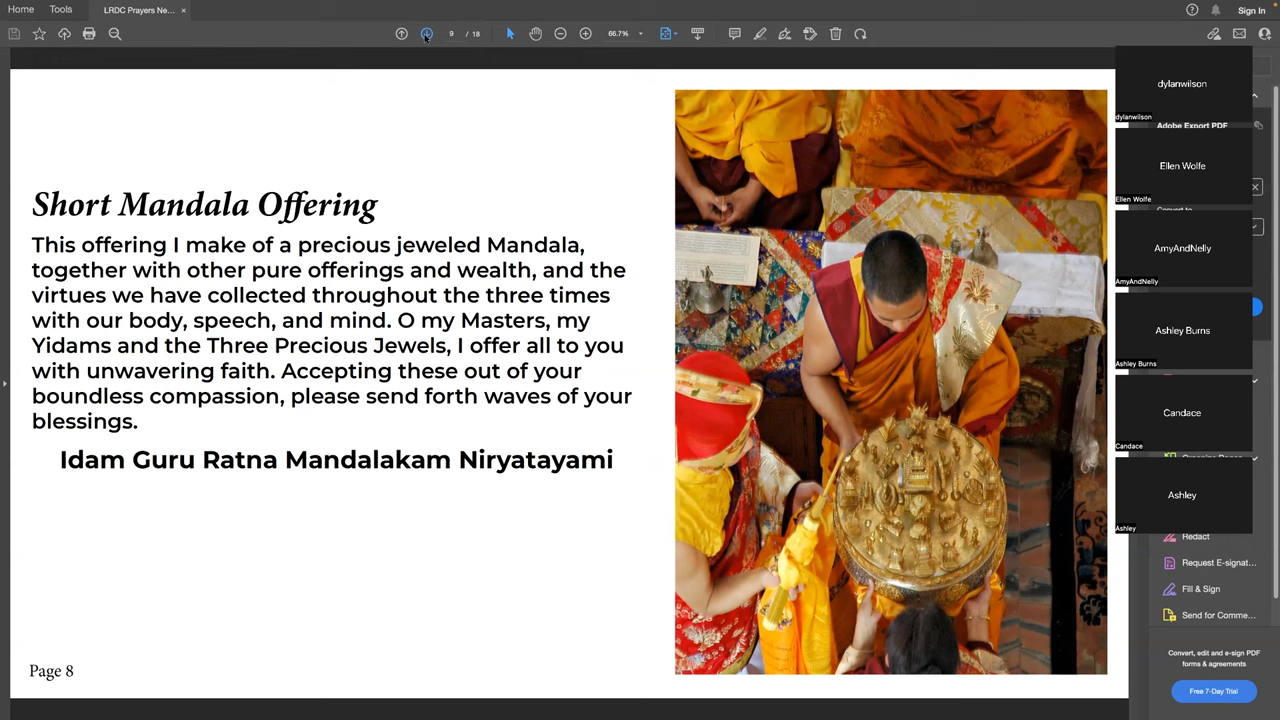 Home
Tools
LRDC Prayers Ne... ×
Sign In
9 / 18
66.7%
Short Mandala Offering
This offering I make of a precious jeweled Mandala,
together with other pure offerings and wealth, and the
virtues we have collected throughout the three times
with our body, speech, and mind. O my Masters, my
Yidams and the Three Precious Jewels, I offer all to you
with unwavering faith. Accepting these out of your
boundless compassion, please send forth waves of your
blessings.
Idam Guru Ratna Mandalakam Niryatayami
Page 8
dylanwilson
dylanwilson
Adobe Export PDF
Ellen Wolfe
Ellen Wolfe
AmyAndNelly
AmyAndNelly
Ashley Burns
Ashley Burns
Candace
Candace
Ashley
Ashley
Redact
Request E-signat...
Fill & Sign
Send for Comme...
Convert, edit and e-sign PDF
forms & agreements
Free 7-Day Trial